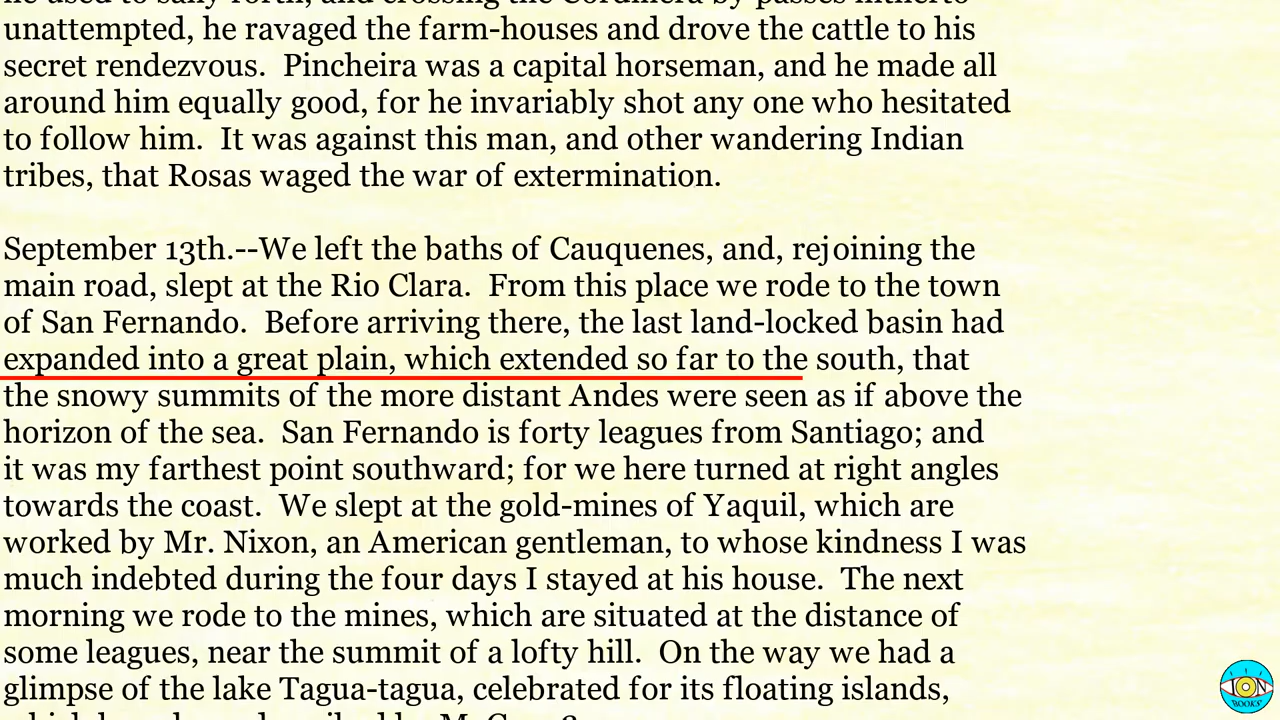 unattempted, he ravaged the farm-houses and drove the cattle to his
secret rendezvous.  Pincheira was a capital horseman, and he made all
around him equally good, for he invariably shot any one who hesitated
to follow him.  It was against this man, and other wandering Indian
tribes, that Rosas waged the war of extermination.
September 13th.--We left the baths of Cauquenes, and, rejoining the
main road, slept at the Rio Clara.  From this place we rode to the town
of San Fernando.  Before arriving there, the last land-locked basin had
expanded into a great plain, which extended so far to the south, that
the snowy summits of the more distant Andes were seen as if above the
horizon of the sea.  San Fernando is forty leagues from Santiago; and
it was my farthest point southward; for we here turned at right angles
towards the coast.  We slept at the gold-mines of Yaquil, which are
worked by Mr. Nixon, an American gentleman, to whose kindness I was
much indebted during the four days I stayed at his house.  The next
morning we rode to the mines, which are situated at the distance of
some leagues, near the summit of a lofty hill.  On the way we had a
glimpse of the lake Tagua-tagua, celebrated for its floating islands,
ION
BOOKS